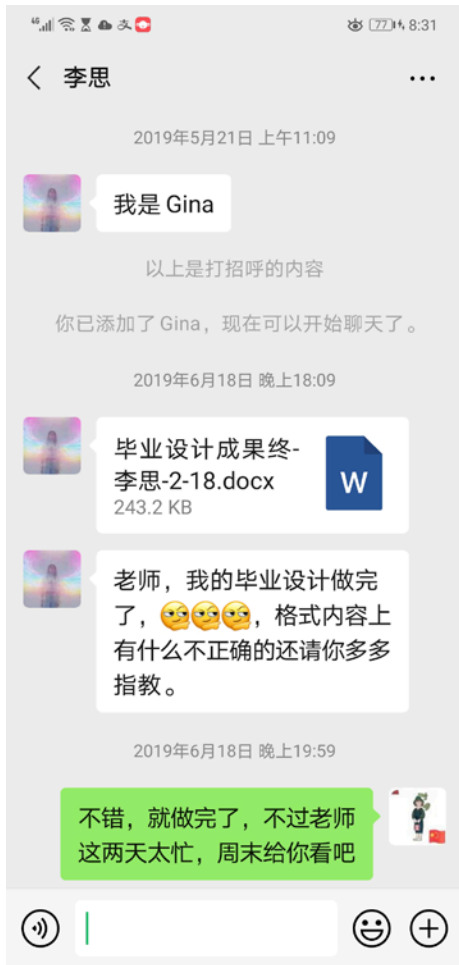 46 支 77 8:31
李思
2019年5月21日 上午11:09
我是 Gina
以上是打招呼的内容
你已添加了 Gina，现在可以开始聊天了。
2019年6月18日 晚上18:09
毕业设计成果终-
李思-2-18.docx
243.2 KB
W
老师，我的毕业设计做完
了，🫢🫢🫢，格式内容上
有什么不正确的还请你多多
指教。
2019年6月18日 晚上19:59
不错，就做完了，不过老师
这两天太忙，周末给你看吧